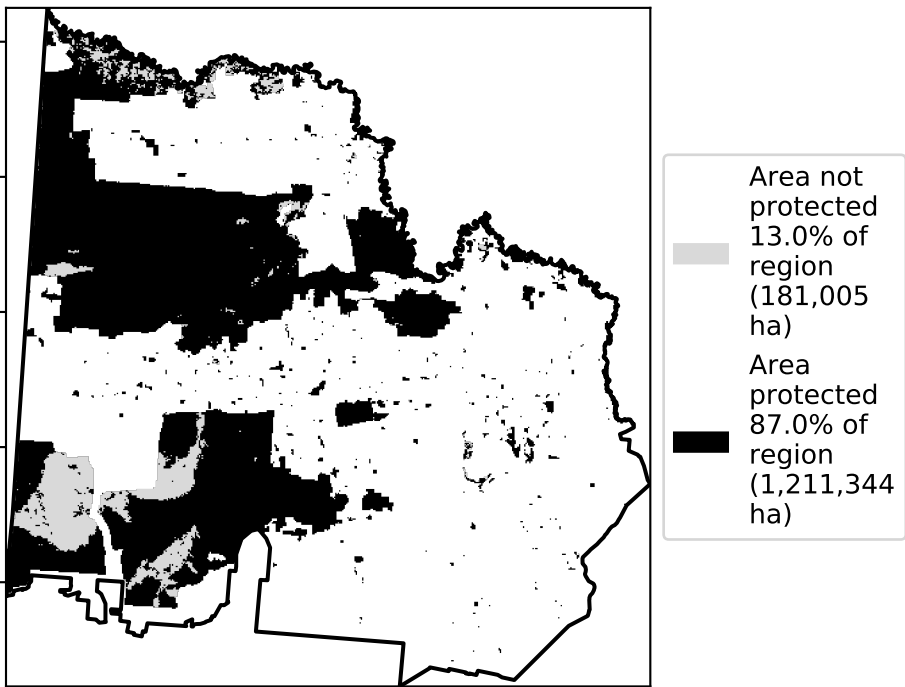 Area not
protected
13.0% of
region
(181,005
ha)
Area
protected
87.0% of
region
(1,211,344
ha)